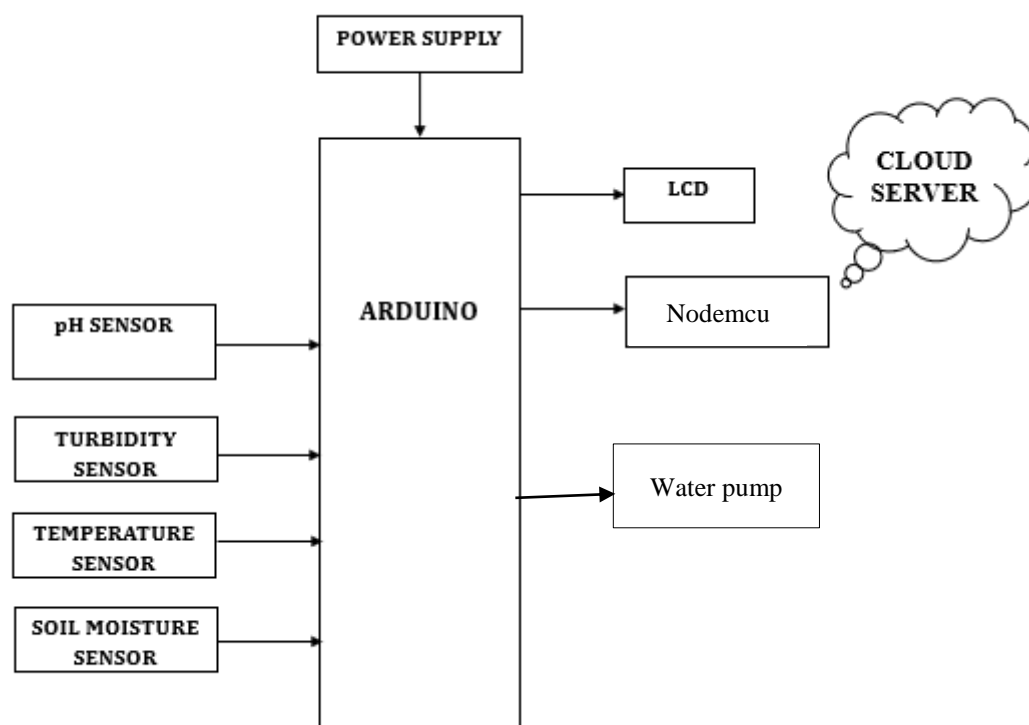 POWER SUPPLY
CLOUD
SERVER
LCD
ARDUINO
Nodemcu
pH SENSOR
TURBIDITY
SENSOR
Water pump
TEMPERATURE
SENSOR
SOIL MOISTURE
SENSOR